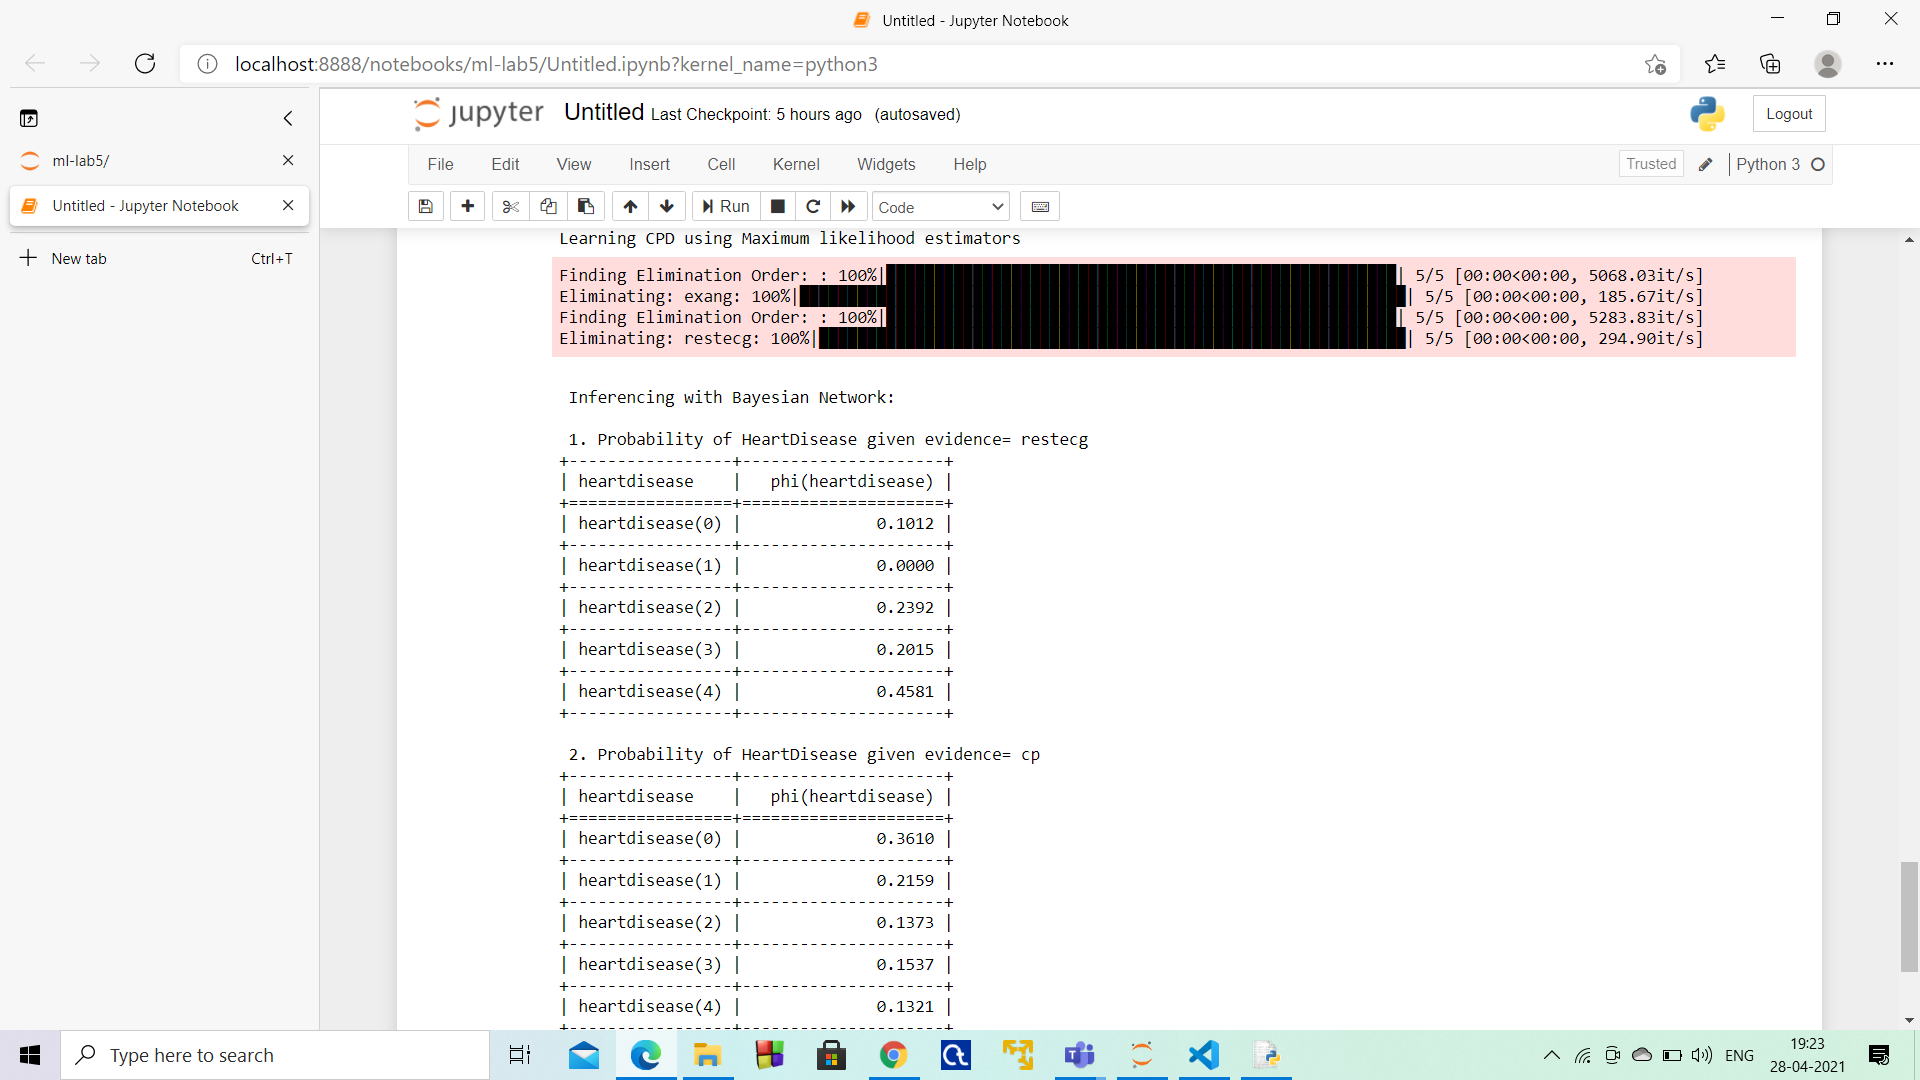 Untitled - Jupyter Notebook
localhost:8888/notebooks/ml-lab5/Untitled.ipynb?kernel_name=python3
ml-lab5/
Untitled - Jupyter Notebook
New tab Ctrl+T
jupyter Untitled Last Checkpoint: 5 hours ago (autosaved) Logout
File Edit View Insert Cell Kernel Widgets Help Trusted Python 3
Run Code
Learning CPD using Maximum likelihood estimators
Finding Elimination Order: : 100%| | 5/5 [00:00<00:00, 5068.03it/s]
Eliminating: exang: 100%| | 5/5 [00:00<00:00, 185.67it/s]
Finding Elimination Order: : 100%| | 5/5 [00:00<00:00, 5283.83it/s]
Eliminating: restecg: 100%| | 5/5 [00:00<00:00, 294.90it/s]
Inferencing with Bayesian Network:
1. Probability of HeartDisease given evidence= restecg
+-----------------+---------------------+
| heartdisease | phi(heartdisease) |
+=================+=====================+
| heartdisease(0) | 0.1012 |
+-----------------+---------------------+
| heartdisease(1) | 0.0000 |
+-----------------+---------------------+
| heartdisease(2) | 0.2392 |
+-----------------+---------------------+
| heartdisease(3) | 0.2015 |
+-----------------+---------------------+
| heartdisease(4) | 0.4581 |
+-----------------+---------------------+
2. Probability of HeartDisease given evidence= cp
+-----------------+---------------------+
| heartdisease | phi(heartdisease) |
+=================+=====================+
| heartdisease(0) | 0.3610 |
+-----------------+---------------------+
| heartdisease(1) | 0.2159 |
+-----------------+---------------------+
| heartdisease(2) | 0.1373 |
+-----------------+---------------------+
| heartdisease(3) | 0.1537 |
+-----------------+---------------------+
| heartdisease(4) | 0.1321 |
+-----------------+---------------------+
Type here to search
ENG
19:23
28-04-2021